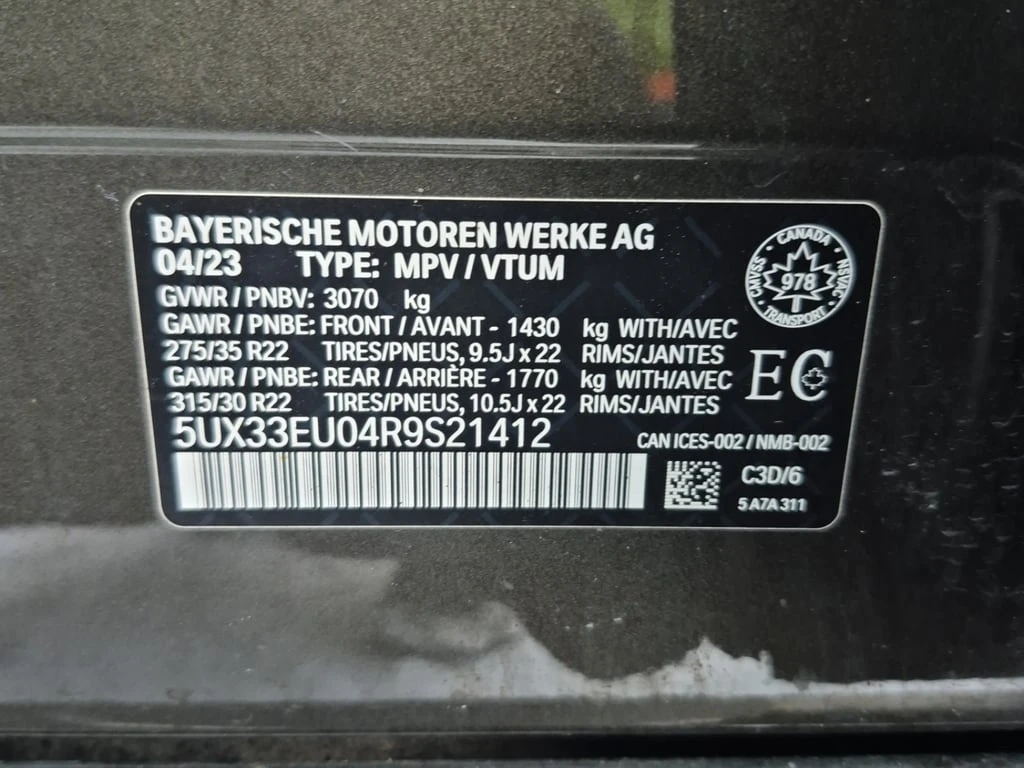 BAYERISCHE MOTOREN WERKE AG
04/23 TYPE: MPV / VTUM
GVWR / PNBV: 3070 kg
GAWR / PNBE: FRONT / AVANT - 1430 kg WITH/AVEC
275/35 R22 TIRES/PNEUS, 9.5J x 22 RIMS/JANTES
GAWR / PNBE: REAR / ARRIÈRE - 1770 kg WITH/AVEC
315/30 R22 TIRES/PNEUS, 10.5J x 22 RIMS/JANTES
5UX33EU04R9S21412
CANADA
CMVSS 978 NSVAC
TRANSPORT
EC
CAN ICES-002 / NMB-002
C3D/6
5 A7A 311